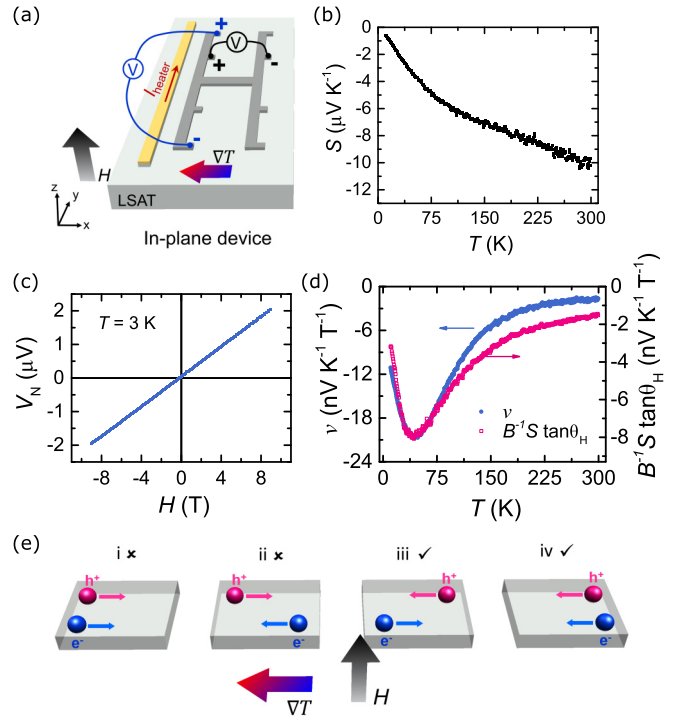 (a)
+
V
V
+
-
I_heater
-
∇T
H
LSAT
z
y
x
In-plane device
(b)
0
-2
-4
-6
-8
-10
-12
S (μV K⁻¹)
0 75 150 225 300
T (K)
(c)
T = 3 K
2
1
0
-1
-2
V_N (μV)
-8 -4 0 4 8
H (T)
(d)
0
-6
-12
-18
-24
ν (nV K⁻¹ T⁻¹)
0
-2
-4
-6
-8
B⁻¹S tanθ_H (nV K⁻¹ T⁻¹)
ν
B⁻¹S tanθ_H
0 75 150 225 300
T (K)
(e)
i ✘ ii ✘ iii ✓ iv ✓
h⁺ h⁺ h⁺ h⁺
e⁻ e⁻ e⁻ e⁻
∇T
H